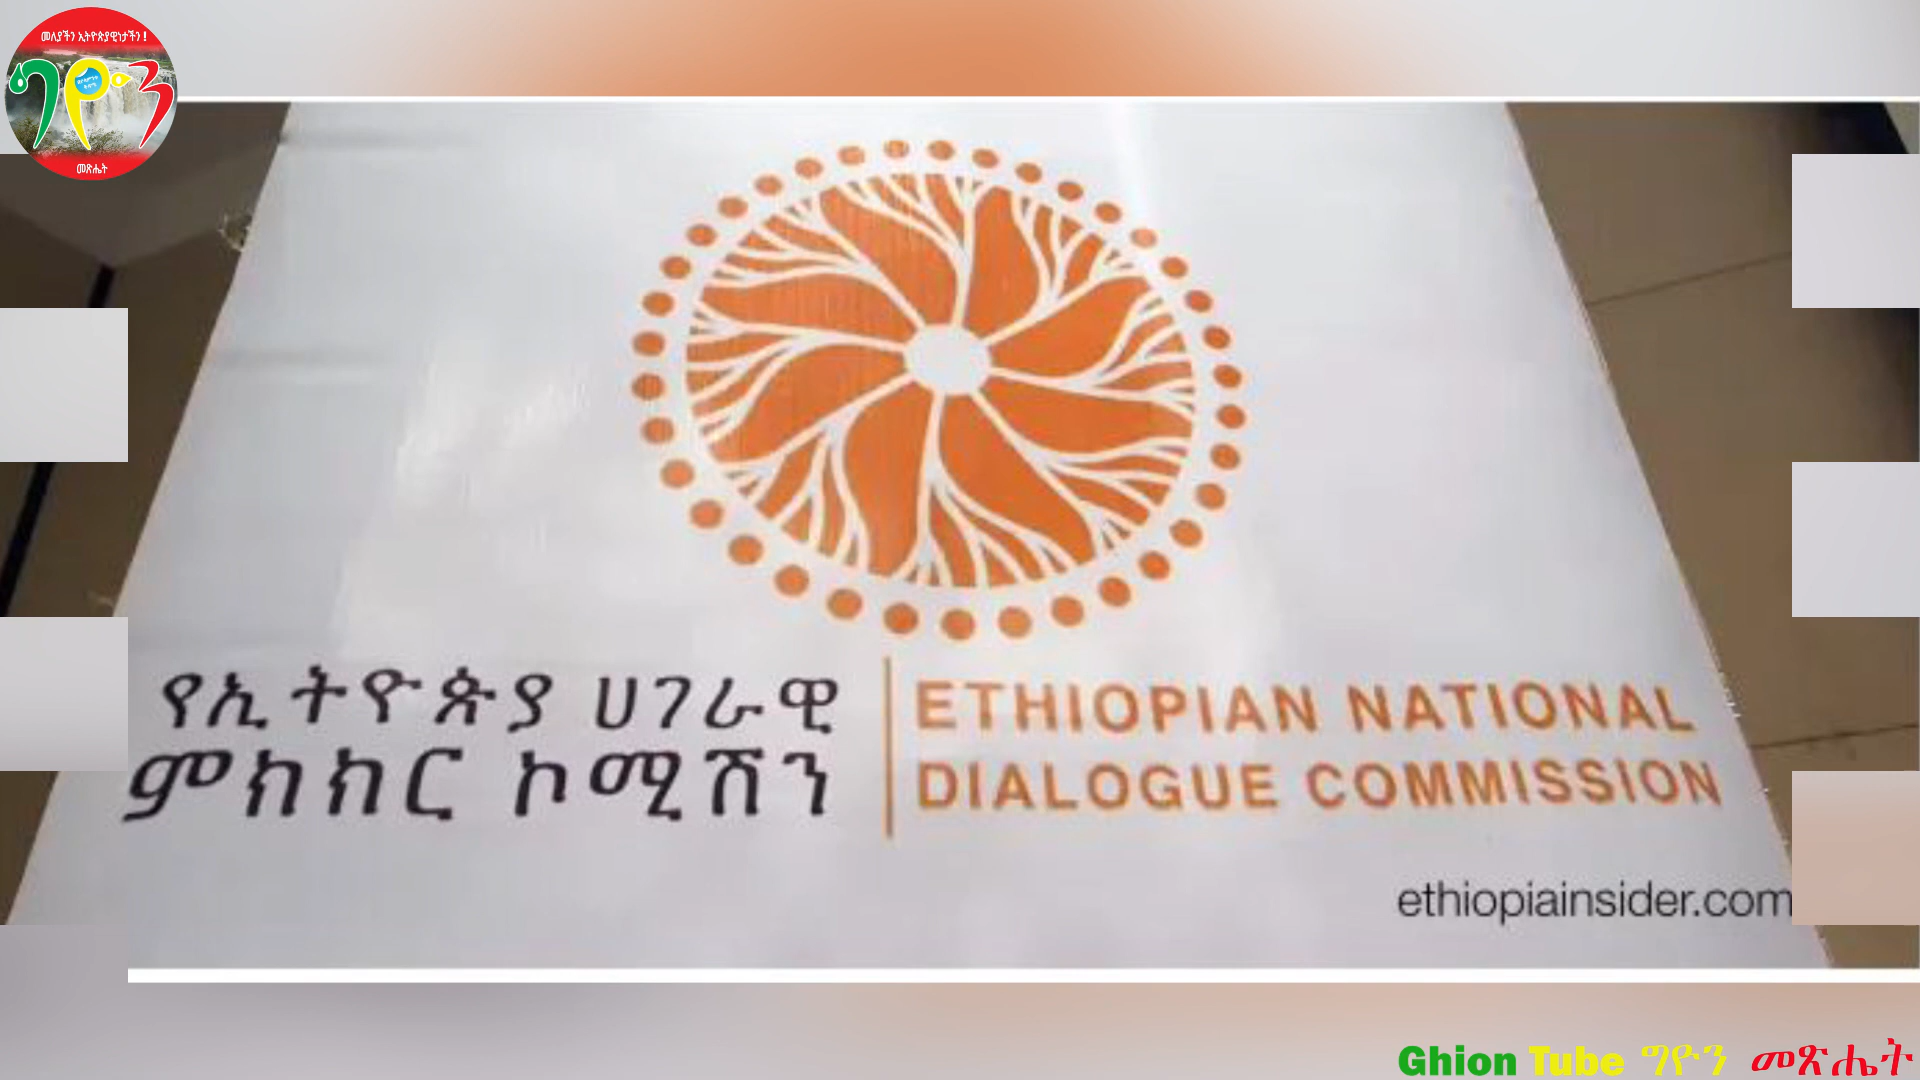 መለያችን ኢትዮጵያዊነታችን !
ግዮን
መጽሔት
የኢትዮጵያ ሀገራዊ
ምክክር ኮሚሽን
ETHIOPIAN NATIONAL
DIALOGUE COMMISSION
ethiopiainsider.com
Ghion Tube ግዮን መጽሔት